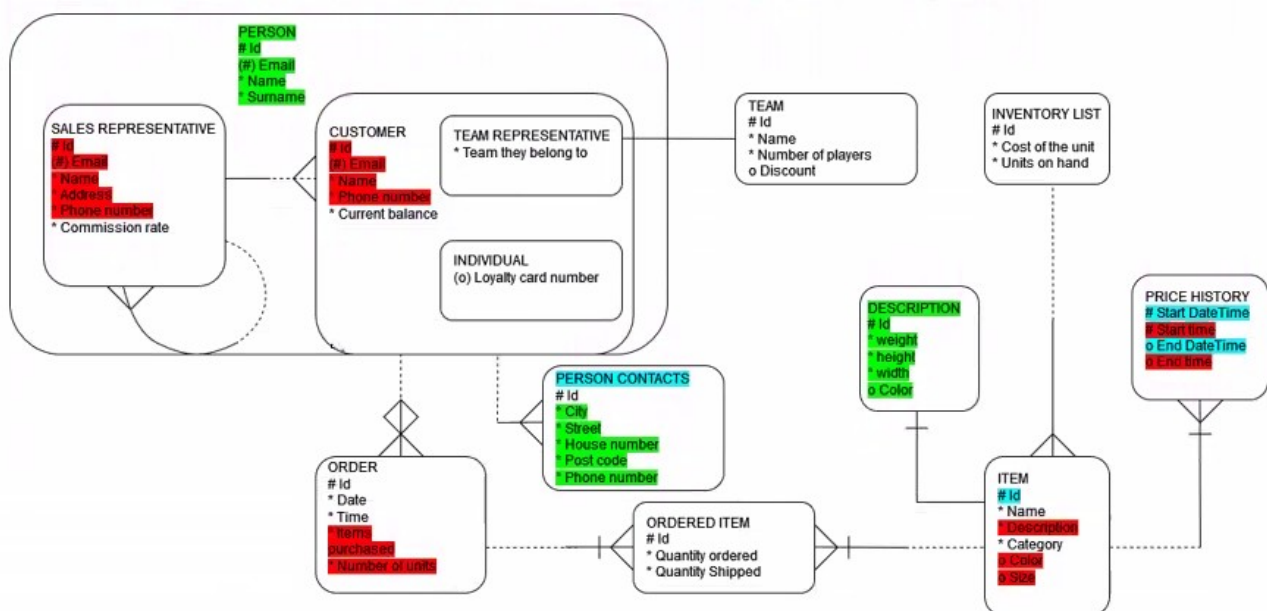 PERSON
# Id
(#) Email
* Name
* Surname
SALES REPRESENTATIVE
# Id
(#) Email
* Name
* Address
* Phone number
* Commission rate
CUSTOMER
# Id
(#) Email
* Name
* Phone number
* Current balance
TEAM REPRESENTATIVE
* Team they belong to
INDIVIDUAL
(o) Loyalty card number
TEAM
# Id
* Name
* Number of players
o Discount
INVENTORY LIST
# Id
* Cost of the unit
* Units on hand
DESCRIPTION
# Id
* weight
* height
* width
o Color
PRICE HISTORY
# Start DateTime
# Start time
o End DateTime
o End time
PERSON CONTACTS
# Id
* City
* Street
* House number
* Post code
* Phone number
ORDER
# Id
* Date
* Time
* Items
purchased
* Number of units
ORDERED ITEM
# Id
* Quantity ordered
* Quantity Shipped
ITEM
# Id
* Name
* Description
* Category
o Color
o Size